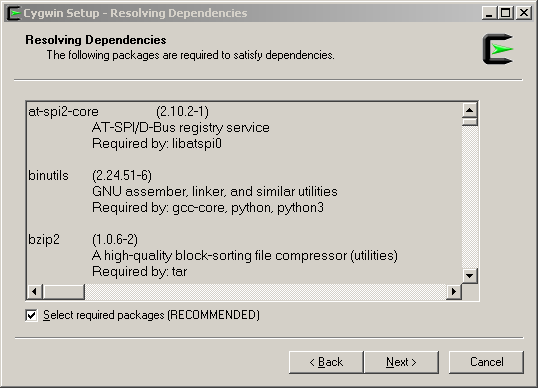 Cygwin Setup - Resolving Dependencies
Resolving Dependencies
The following packages are required to satisfy dependencies.
at-spi2-core (2.10.2-1)
AT-SPI/D-Bus registry service
Required by: libatspi0
binutils (2.24.51-6)
GNU assember, linker, and similar utilities
Required by: gcc-core, python, python3
bzip2 (1.0.6-2)
A high-quality block-sorting file compressor (utilities)
Required by: tar
Select required packages (RECOMMENDED)
< Back Next > Cancel